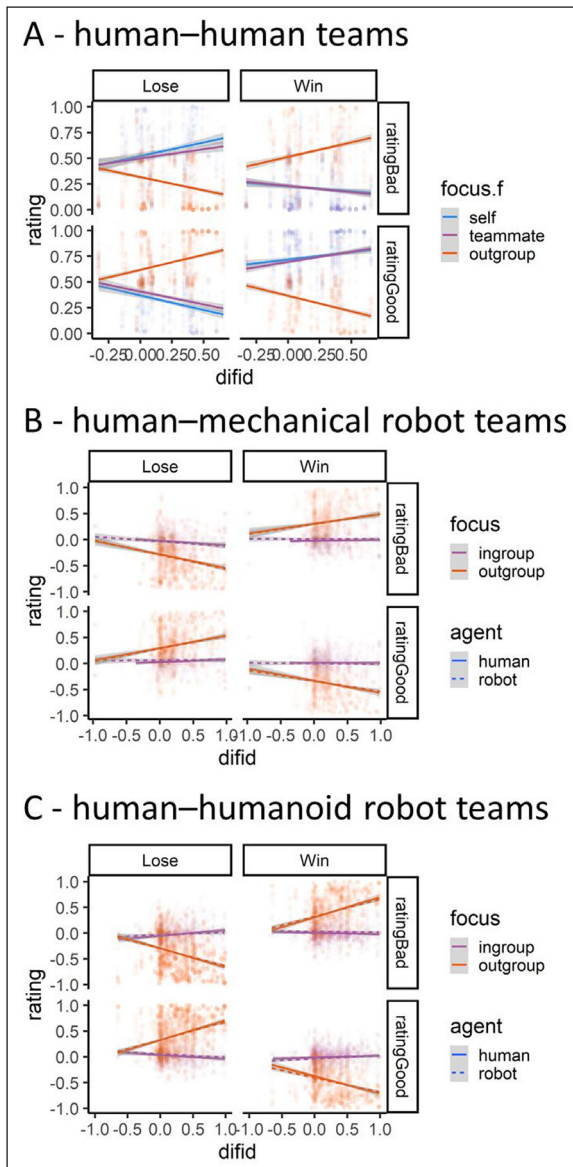 A - human–human teams
Lose Win
1.00
0.75
0.50
0.25
0.00
ratingBad
1.00
0.75
0.50
0.25
0.00
ratingGood
rating
-0.25 0.00 0.25 0.50 -0.25 0.00 0.25 0.50
difid
focus.f
self
teammate
outgroup
B - human–mechanical robot teams
Lose Win
1.0
0.5
0.0
-0.5
-1.0
ratingBad
1.0
0.5
0.0
-0.5
-1.0
ratingGood
rating
-1.0 -0.5 0.0 0.5 1.0 -1.0 -0.5 0.0 0.5 1.0
difid
focus
ingroup
outgroup
agent
human
robot
C - human–humanoid robot teams
Lose Win
1.0
0.5
0.0
-0.5
-1.0
ratingBad
1.0
0.5
0.0
-0.5
-1.0
ratingGood
rating
-1.0 -0.5 0.0 0.5 1.0 -1.0 -0.5 0.0 0.5 1.0
difid
focus
ingroup
outgroup
agent
human
robot